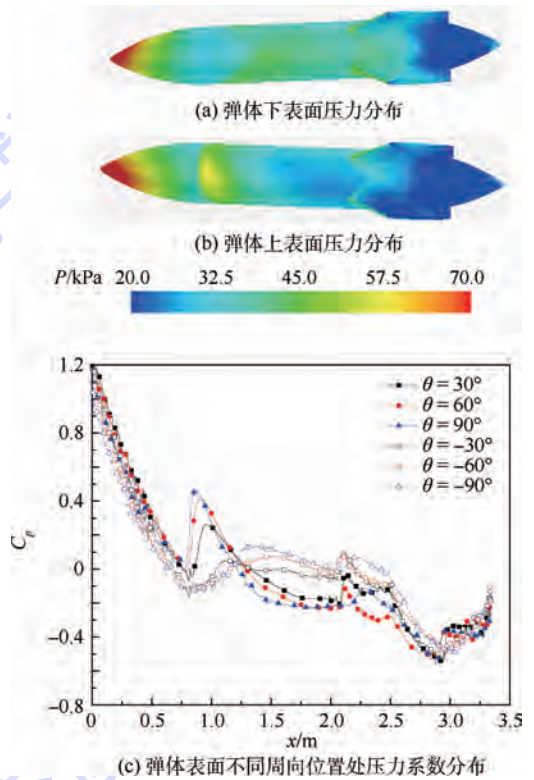 (a) 弹体下表面压力分布
(b) 弹体上表面压力分布
P/kPa 20.0 32.5 45.0 57.5 70.0
1.2
0.8
0.4
0
−0.4
−0.8
C_p
θ = 30°
θ = 60°
θ = 90°
θ = −30°
θ = −60°
θ = −90°
0 0.5 1.0 1.5 2.0 2.5 3.0 3.5
x/m
(c) 弹体表面不同周向位置处压力系数分布